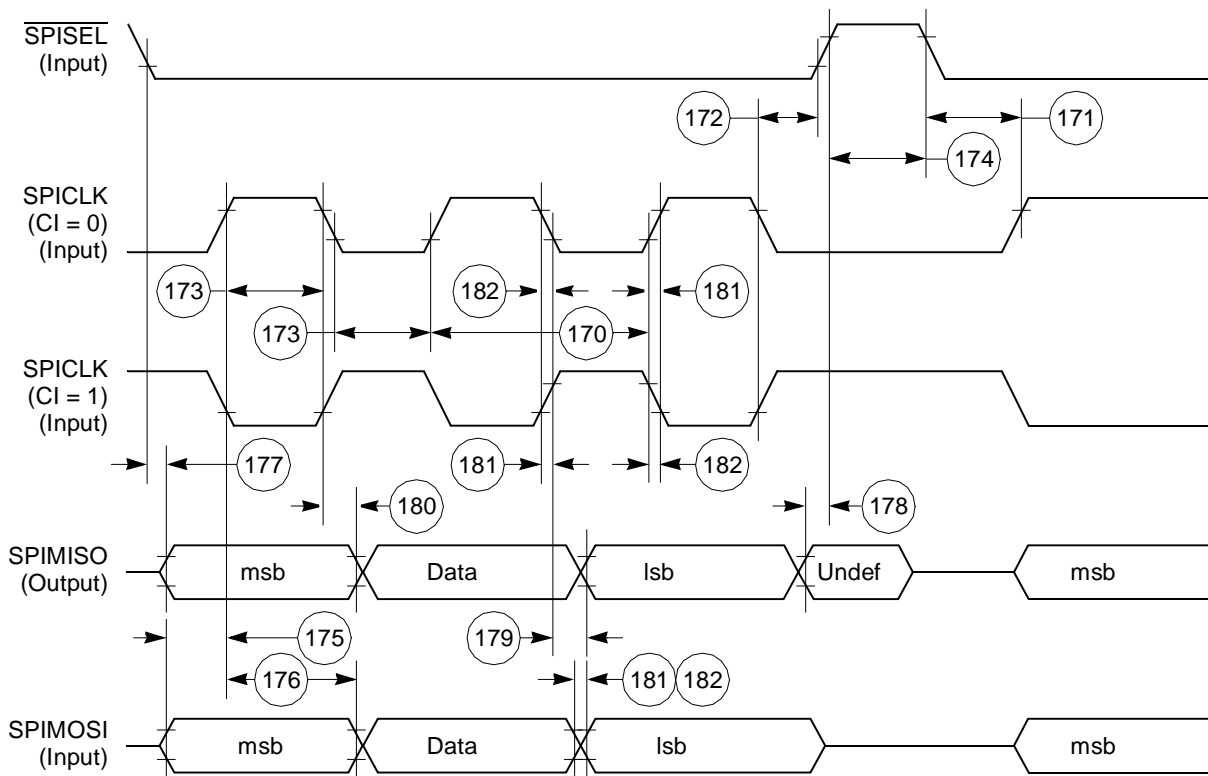 SPISEL
(Input)
172
171
174
SPICLK
(CI = 0)
(Input)
173
182
181
173
170
SPICLK
(CI = 1)
(Input)
177
181
182
180
178
SPIMISO
(Output)
msb
Data
lsb
Undef
msb
175
179
176
181
182
SPIMOSI
(Input)
msb
Data
lsb
msb